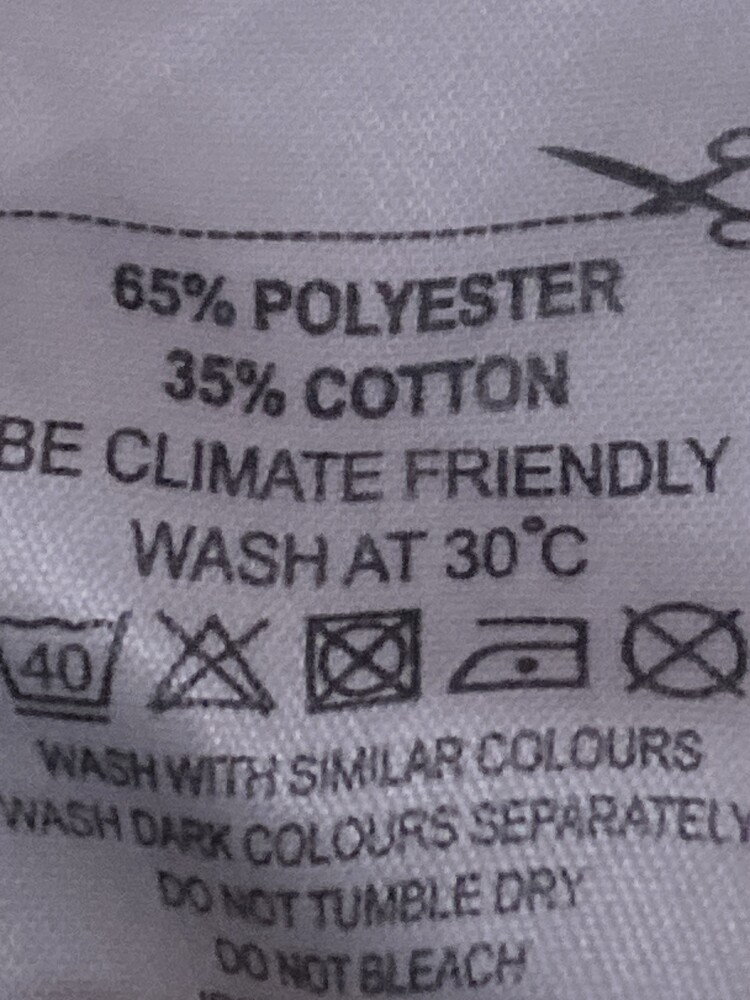 65% POLYESTER
35% COTTON
BE CLIMATE FRIENDLY
WASH AT 30°C
40
WASH WITH SIMILAR COLOURS
WASH DARK COLOURS SEPARATELY
DO NOT TUMBLE DRY
DO NOT BLEACH